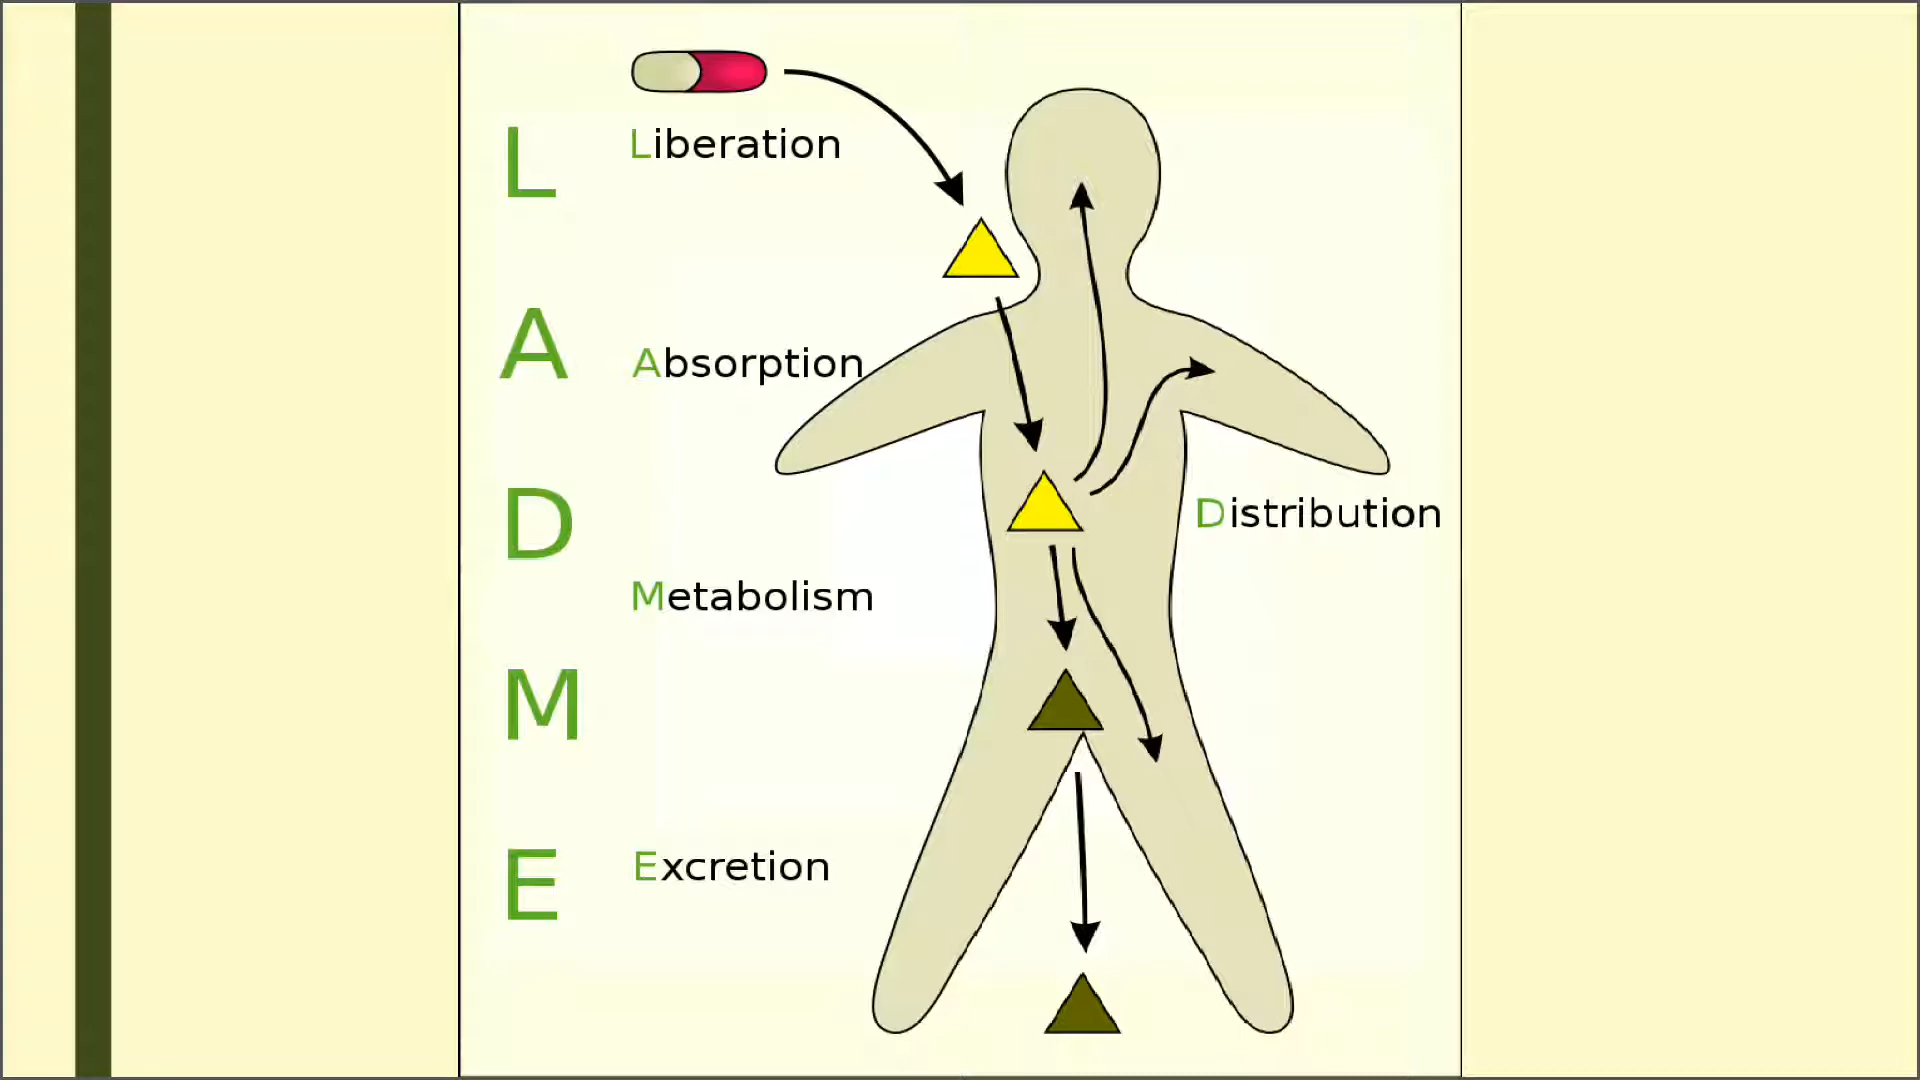 L
Liberation
A
Absorption
D
Distribution
Metabolism
M
E
Excretion